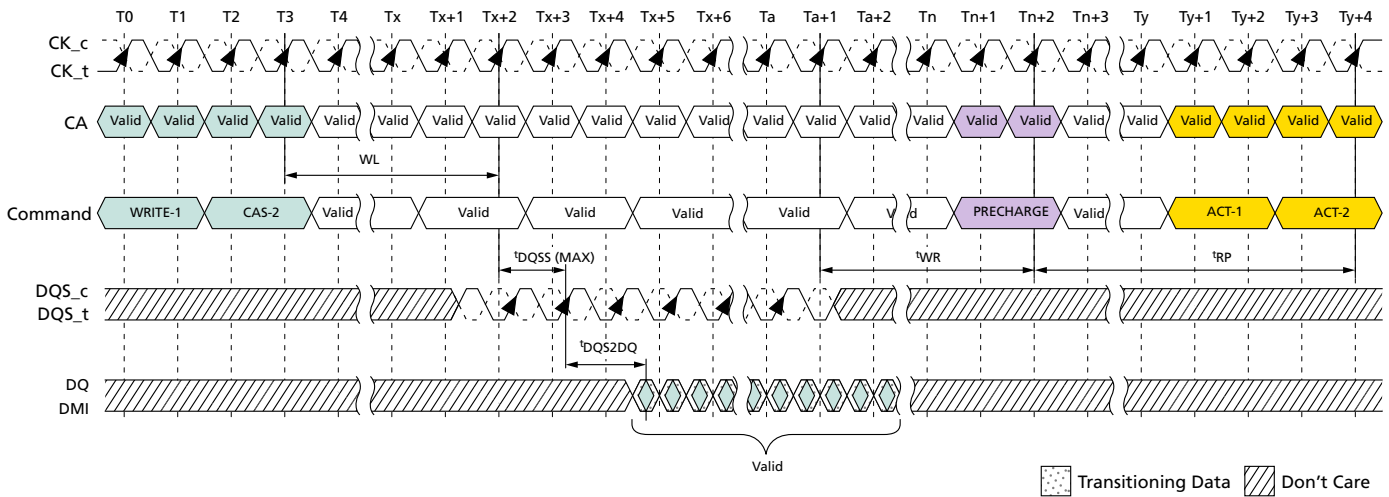 T0 T1 T2 T3 T4 Tx Tx+1 Tx+2 Tx+3 Tx+4 Tx+5 Tx+6 Ta Ta+1 Ta+2 Tn Tn+1 Tn+2 Tn+3 Ty Ty+1 Ty+2 Ty+3 Ty+4
CK_c
CK_t
CA Valid Valid Valid Valid Valid Valid Valid Valid Valid Valid Valid Valid Valid Valid Valid Valid Valid Valid Valid Valid Valid Valid Valid Valid
WL
Command WRITE-1 CAS-2 Valid Valid Valid Valid Valid PRECHARGE Valid ACT-1 ACT-2
tDQSS (MAX) tWR tRP
DQS_c
DQS_t
tDQS2DQ
DQ
DMI
Valid
Transitioning Data Don't Care